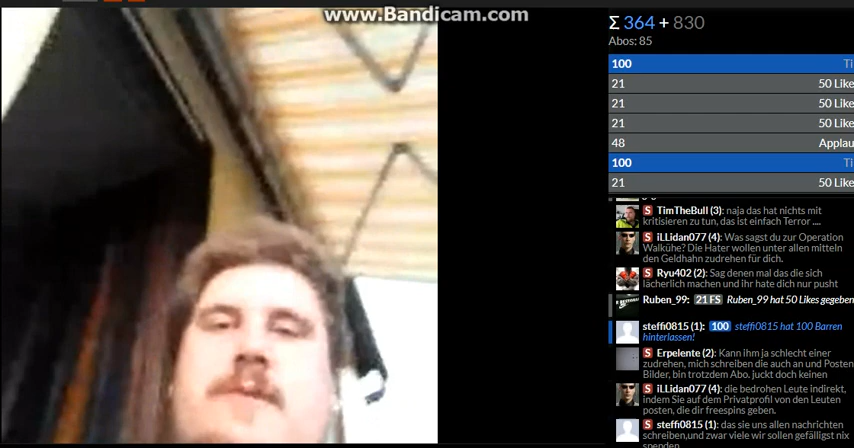 www.Bandicam.com
Σ 364 + 830
Abos: 85
100 Ti
21 50 Like
21 50 Like
21 50 Like
48 Applau
100 Ti
21 50 Like
S TimTheBull (3): naja das hat nichts mit
kritisieren zu tun, das ist einfach Terror ....
S iLLidan077 (4): Was sagst du zur Operation
Walküre? Die Hater wollen unter allen mitteln
den Geldhahn zudrehen für dich.
S Ryu402 (2): Sag denen mal das die sich
lächerlich machen und ihr hate dich nur pusht
Ruben_99: 21 FS Ruben_99 hat 50 Likes gegeben
steffi0815 (1): 100 steffi0815 hat 100 Barren
hinterlassen!
S Erpelente (2): Kann ihm ja schlecht einer
zudrehen, mich schreiben die auch an und Posten
Bilder, bin trotzdem Abo. juckt doch keinen
S iLLidan077 (4): die bedrohen Leute indirekt,
indem Sie auf dem Privatprofil von den Leuten
posten, die dir freespins geben.
S steffi0815 (1): das sie uns allen nachrichten
schreiben,und zwar viele wir sollen gefälligst nix
spenden